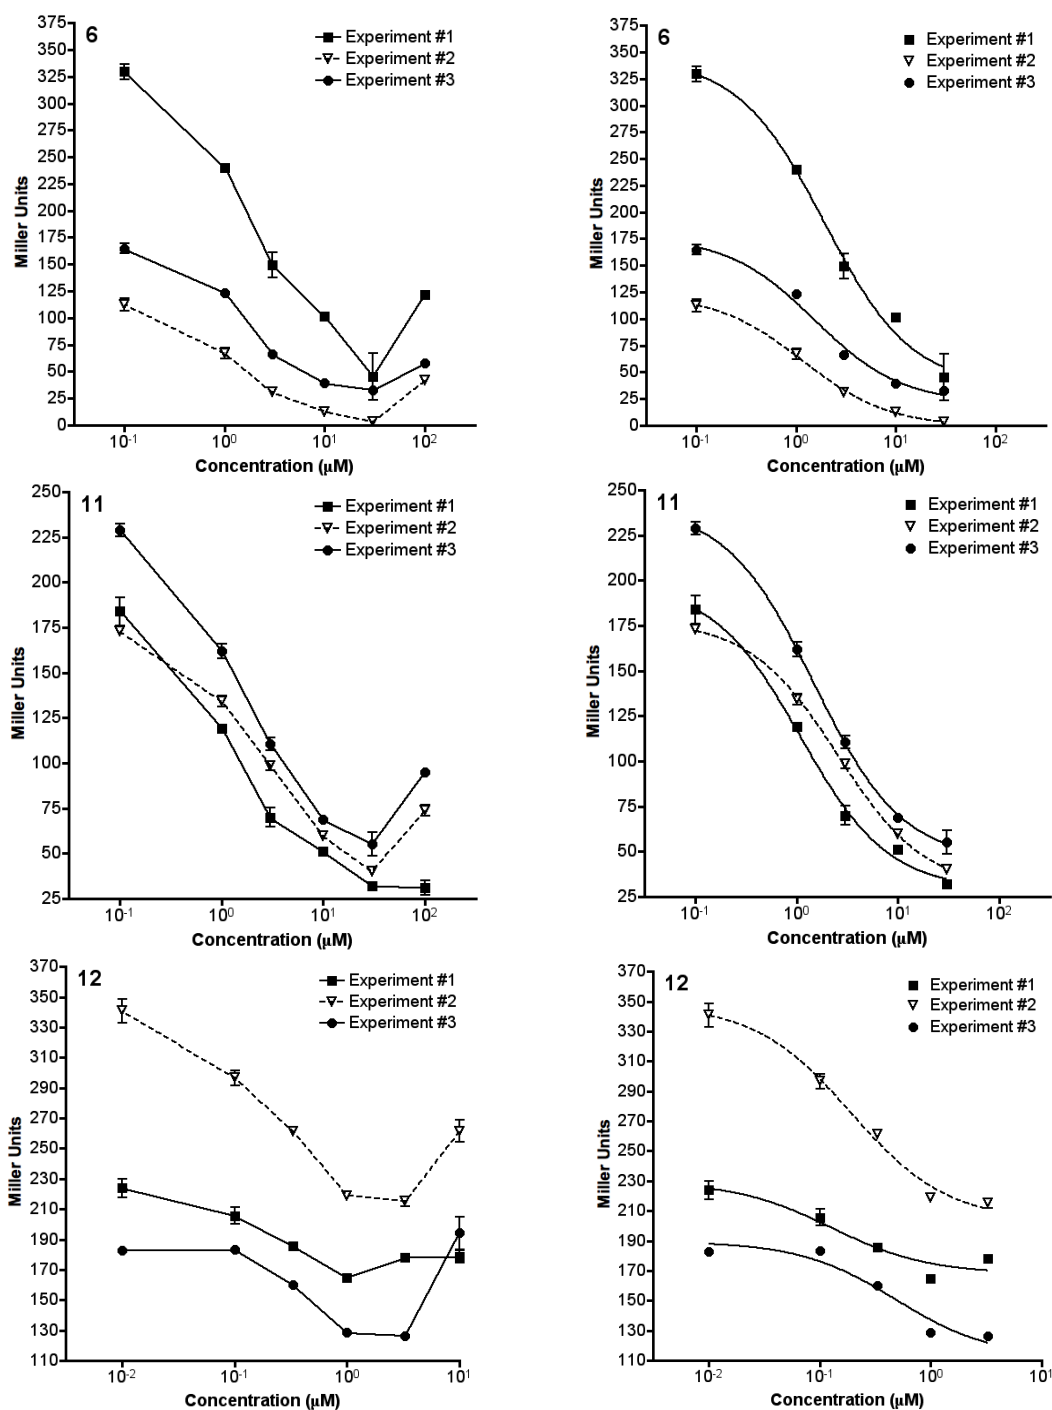 6
Experiment #1
Experiment #2
Experiment #3
375
350
325
300
275
250
225
200
175
150
125
100
75
50
25
0
Miller Units
10⁻¹ 10⁰ 10¹ 10²
Concentration (µM)
6
Experiment #1
Experiment #2
Experiment #3
375
350
325
300
275
250
225
200
175
150
125
100
75
50
25
0
Miller Units
10⁻¹ 10⁰ 10¹ 10²
Concentration (µM)
11
Experiment #1
Experiment #2
Experiment #3
250
225
200
175
150
125
100
75
50
25
Miller Units
10⁻¹ 10⁰ 10¹ 10²
Concentration (µM)
11
Experiment #1
Experiment #2
Experiment #3
250
225
200
175
150
125
100
75
50
25
Miller Units
10⁻¹ 10⁰ 10¹ 10²
Concentration (µM)
12
Experiment #1
Experiment #2
Experiment #3
370
350
330
310
290
270
250
230
210
190
170
150
130
110
Miller Units
10⁻² 10⁻¹ 10⁰ 10¹
Concentration (µM)
12
Experiment #1
Experiment #2
Experiment #3
370
350
330
310
290
270
250
230
210
190
170
150
130
110
Miller Units
10⁻² 10⁻¹ 10⁰ 10¹
Concentration (µM)